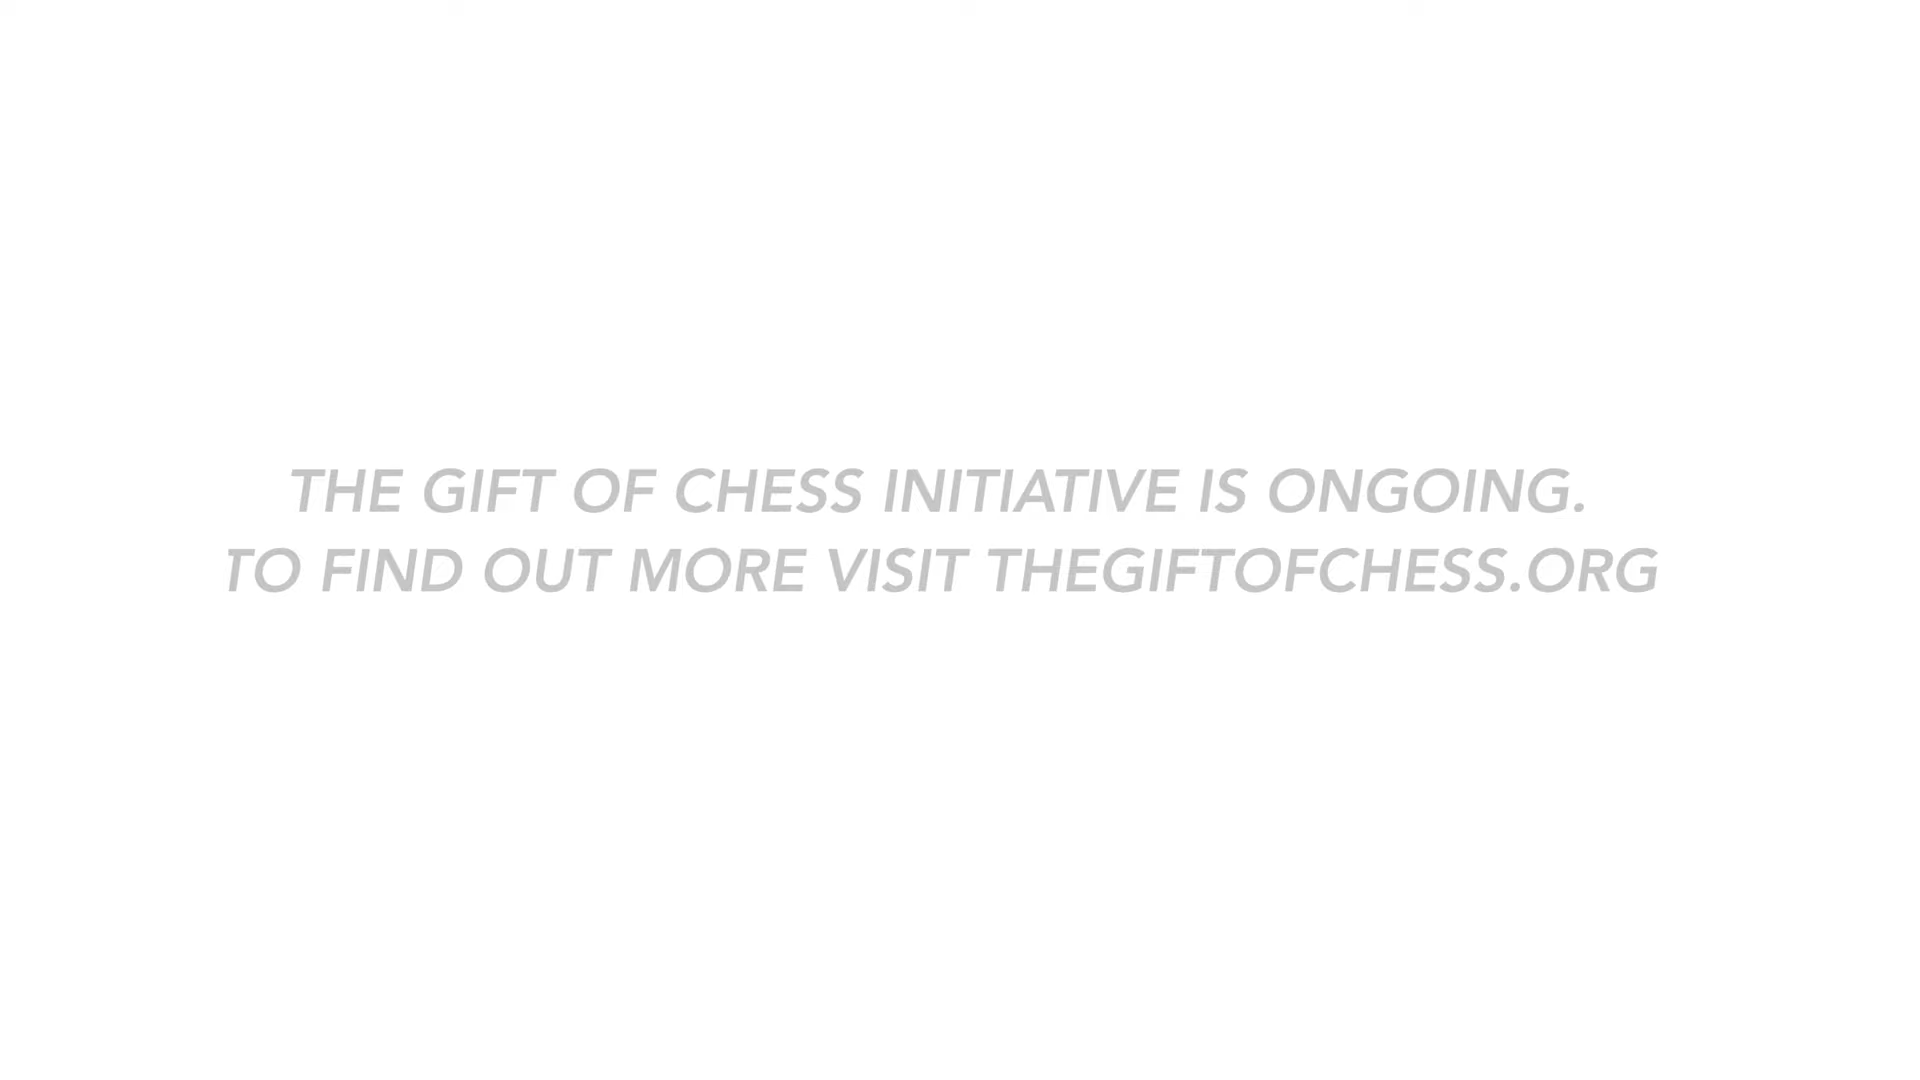 THE GIFT OF CHESS INITIATIVE IS ONGOING.
TO FIND OUT MORE VISIT THEGIFTOFCHESS.ORG